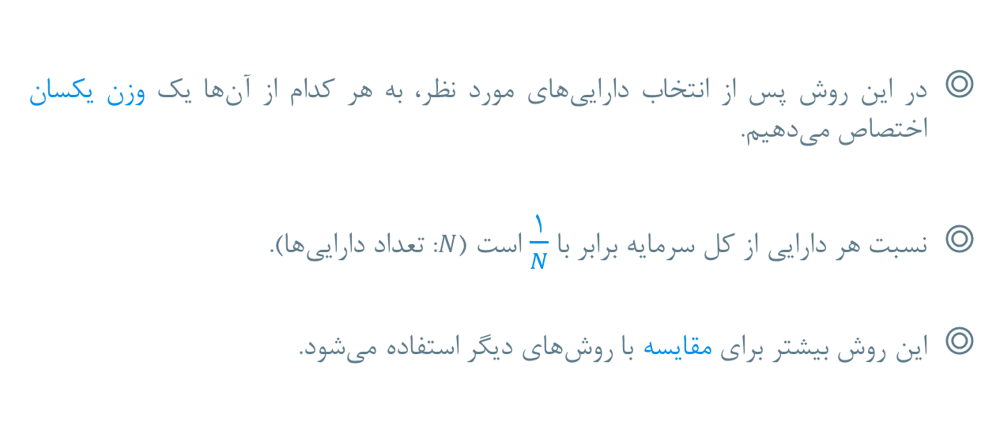 در این روش پس از انتخاب دارایی‌های مورد نظر، به هر کدام از آن‌ها یک وزن یکسان
اختصاص می‌دهیم.
نسبت هر دارایی از کل سرمایه برابر با ۱/N است (N: تعداد دارایی‌ها).
این روش بیشتر برای مقایسه با روش‌های دیگر استفاده می‌شود.